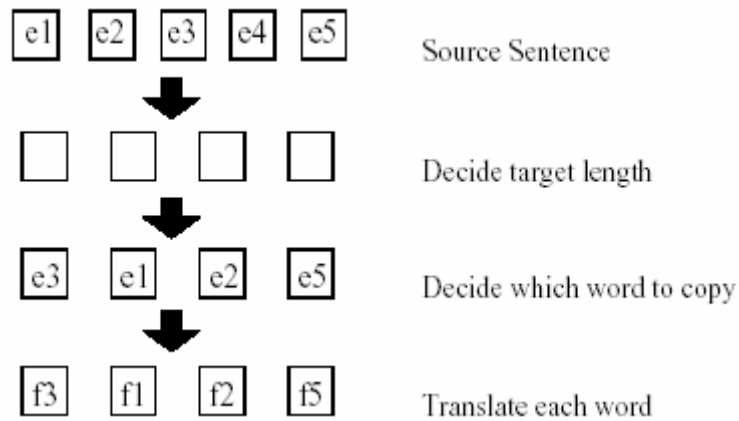 e1 e2 e3 e4 e5 Source Sentence
Decide target length
e3 e1 e2 e5 Decide which word to copy
f3 f1 f2 f5 Translate each word